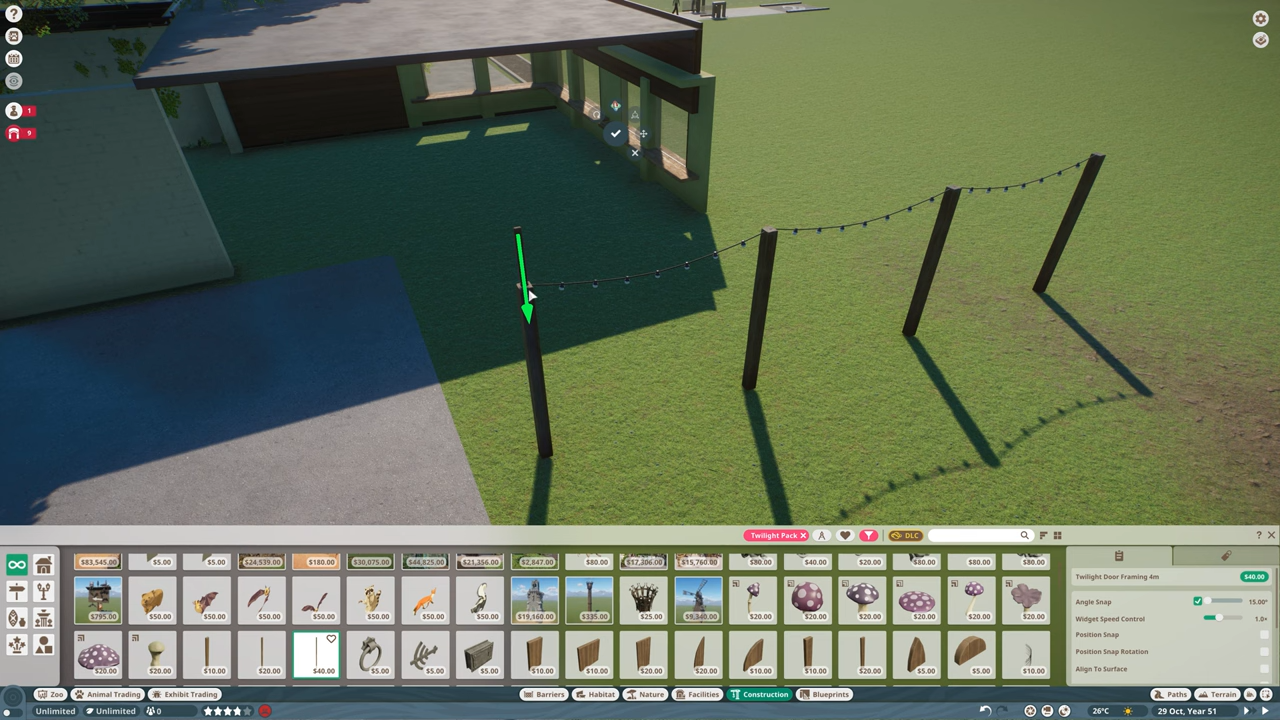 ?
1
9
Twilight Pack ✕
DLC
? ✕
$83,545.00 $5.00 $5.00 $24,539.00 $180.00 $30,075.00 $44,825.00 $21,356.00 $2,847.00 $80.00 $17,306.00 $15,760.00 $80.00 $40.00 $20.00 $80.00 $80.00 $80.00
$795.00 $50.00 $50.00 $50.00 $50.00 $50.00 $50.00 $50.00 $19,160.00 $335.00 $25.00 $9,340.00 $20.00 $20.00 $20.00 $20.00 $20.00 $20.00
$20.00 $20.00 $10.00 $20.00 $40.00 $5.00 $5.00 $5.00 $10.00 $10.00 $20.00 $20.00 $10.00 $10.00 $20.00 $5.00 $20.00 $10.00
Twilight Door Framing 4m $40.00
Angle Snap 15.00°
Widget Speed Control 1.0×
Position Snap
Position Snap Rotation
Align To Surface
Zoo Animal Trading Exhibit Trading Barriers Habitat Nature Facilities Construction Blueprints Paths Terrain
Unlimited Unlimited 0 26°C 29 Oct, Year 51